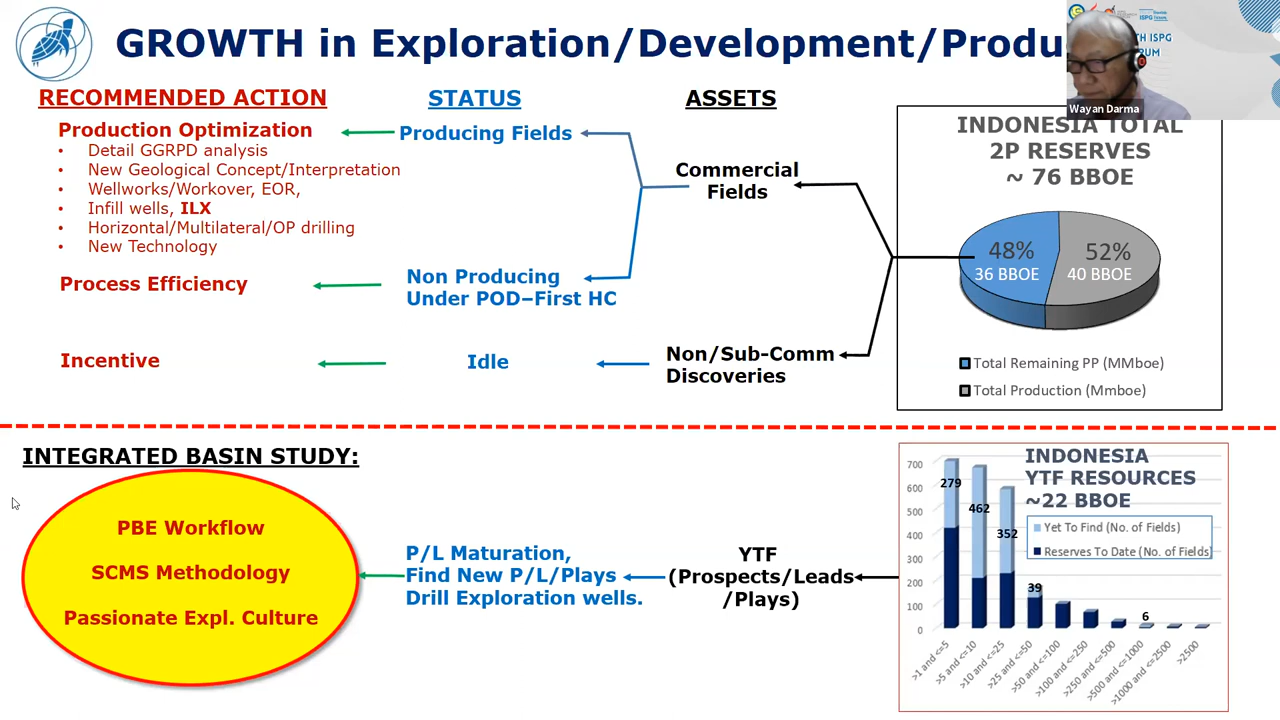 GROWTH in Exploration/Development/Produ
TH ISPG
RUM
Wayan Darma
RECOMMENDED ACTION
STATUS
ASSETS
Production Optimization
• Detail GGRPD analysis
• New Geological Concept/Interpretation
• Wellworks/Workover, EOR,
• Infill wells, ILX
• Horizontal/Multilateral/OP drilling
• New Technology
Producing Fields
Commercial
Fields
Process Efficiency
Non Producing
Under POD–First HC
Incentive
Idle
Non/Sub-Comm
Discoveries
INDONESIA TOTAL
2P RESERVES
~ 76 BBOE
48%
36 BBOE
52%
40 BBOE
Total Remaining PP (MMboe)
Total Production (Mmboe)
INTEGRATED BASIN STUDY:
PBE Workflow
SCMS Methodology
Passionate Expl. Culture
P/L Maturation,
Find New P/L/Plays
Drill Exploration wells.
YTF
(Prospects/Leads
/Plays)
INDONESIA
YTF RESOURCES
~22 BBOE
Yet To Find (No. of Fields)
Reserves To Date (No. of Fields)
700
600
500
400
300
200
100
0
279
462
352
39
6
>1 and <=5
>5 and <=10
>10 and <=25
>25 and <=50
>50 and <=100
>100 and <=250
>250 and <=500
>500 and <=1000
>1000 and <=2500
>2500